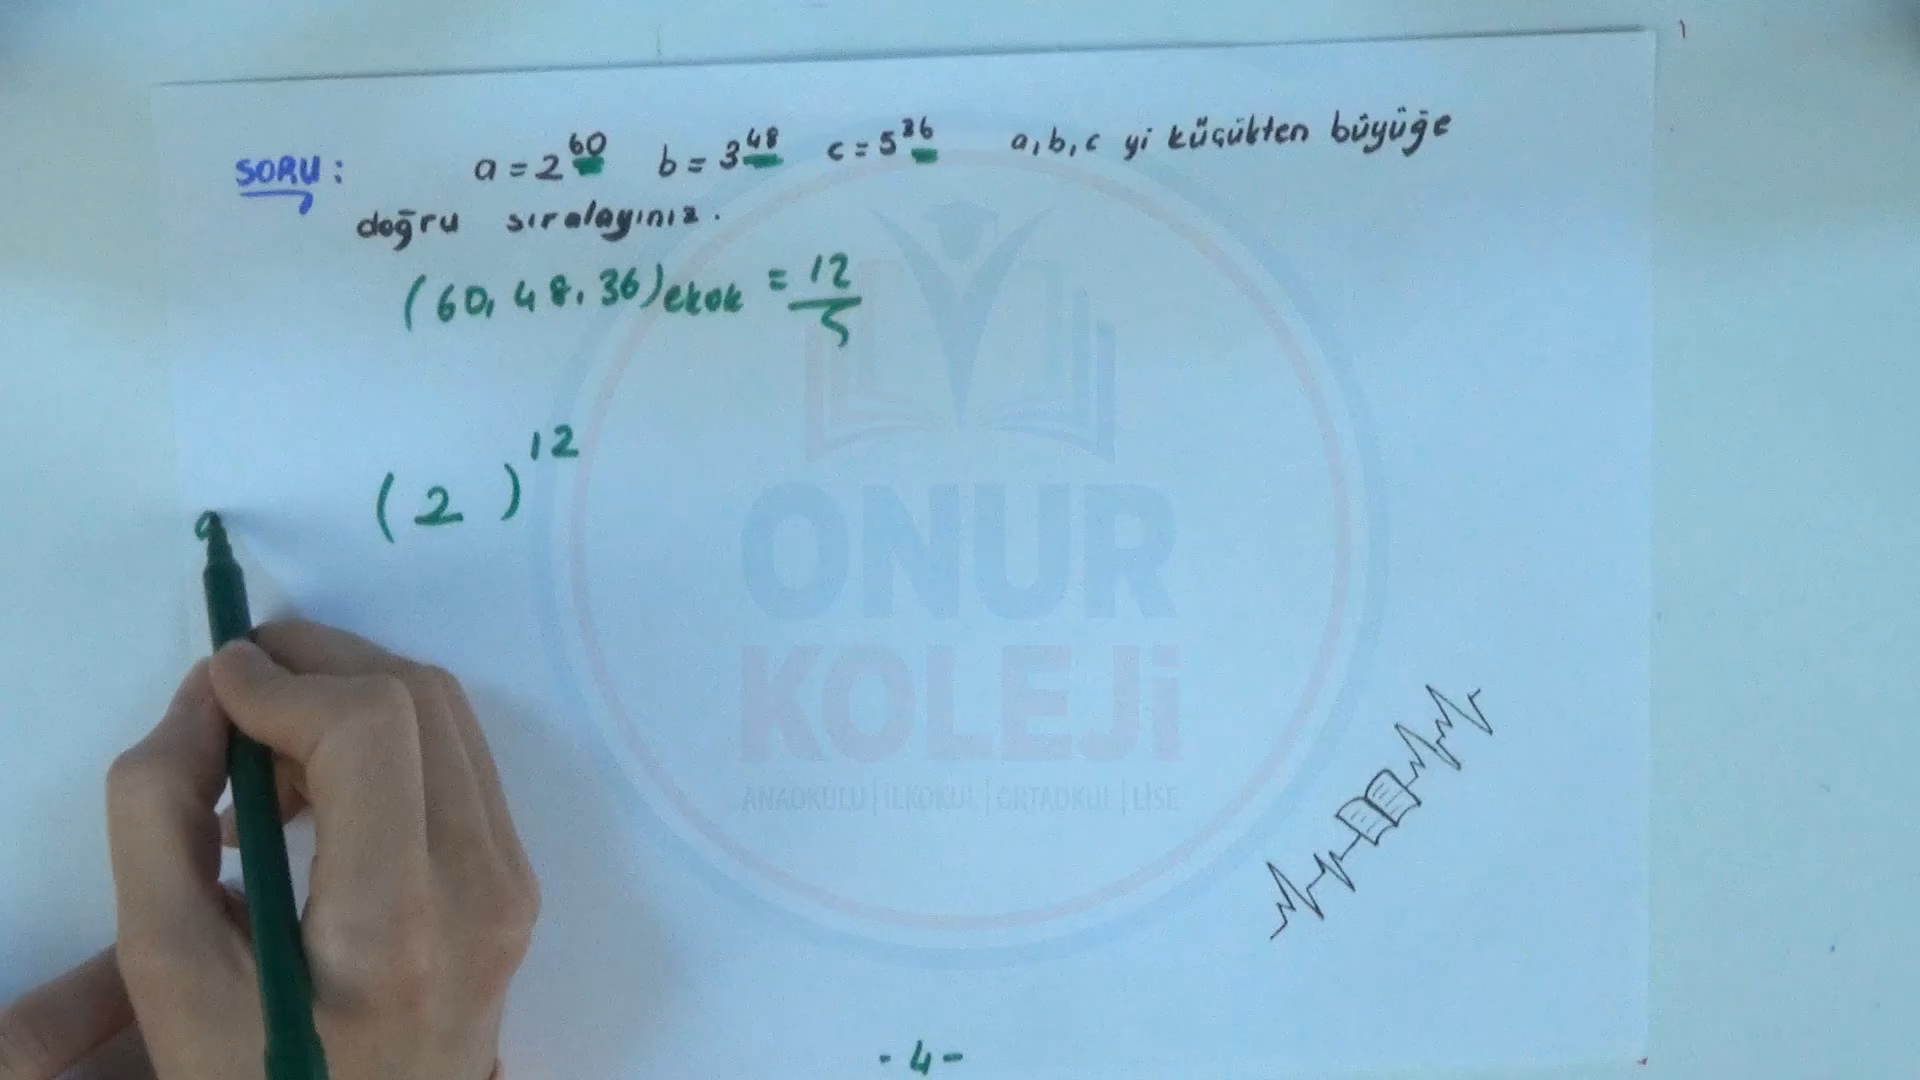 SORU: a = 2^60 b = 3^48 c = 5^36 a, b, c yi küçükten büyüğe
doğru sıralayınız.
(60, 48, 36)ekok = 12
a (2 )^12
ONUR
KOLEJi
ANAOKULU | İLKOKUL | ORTAOKUL | LİSE
- 4 -